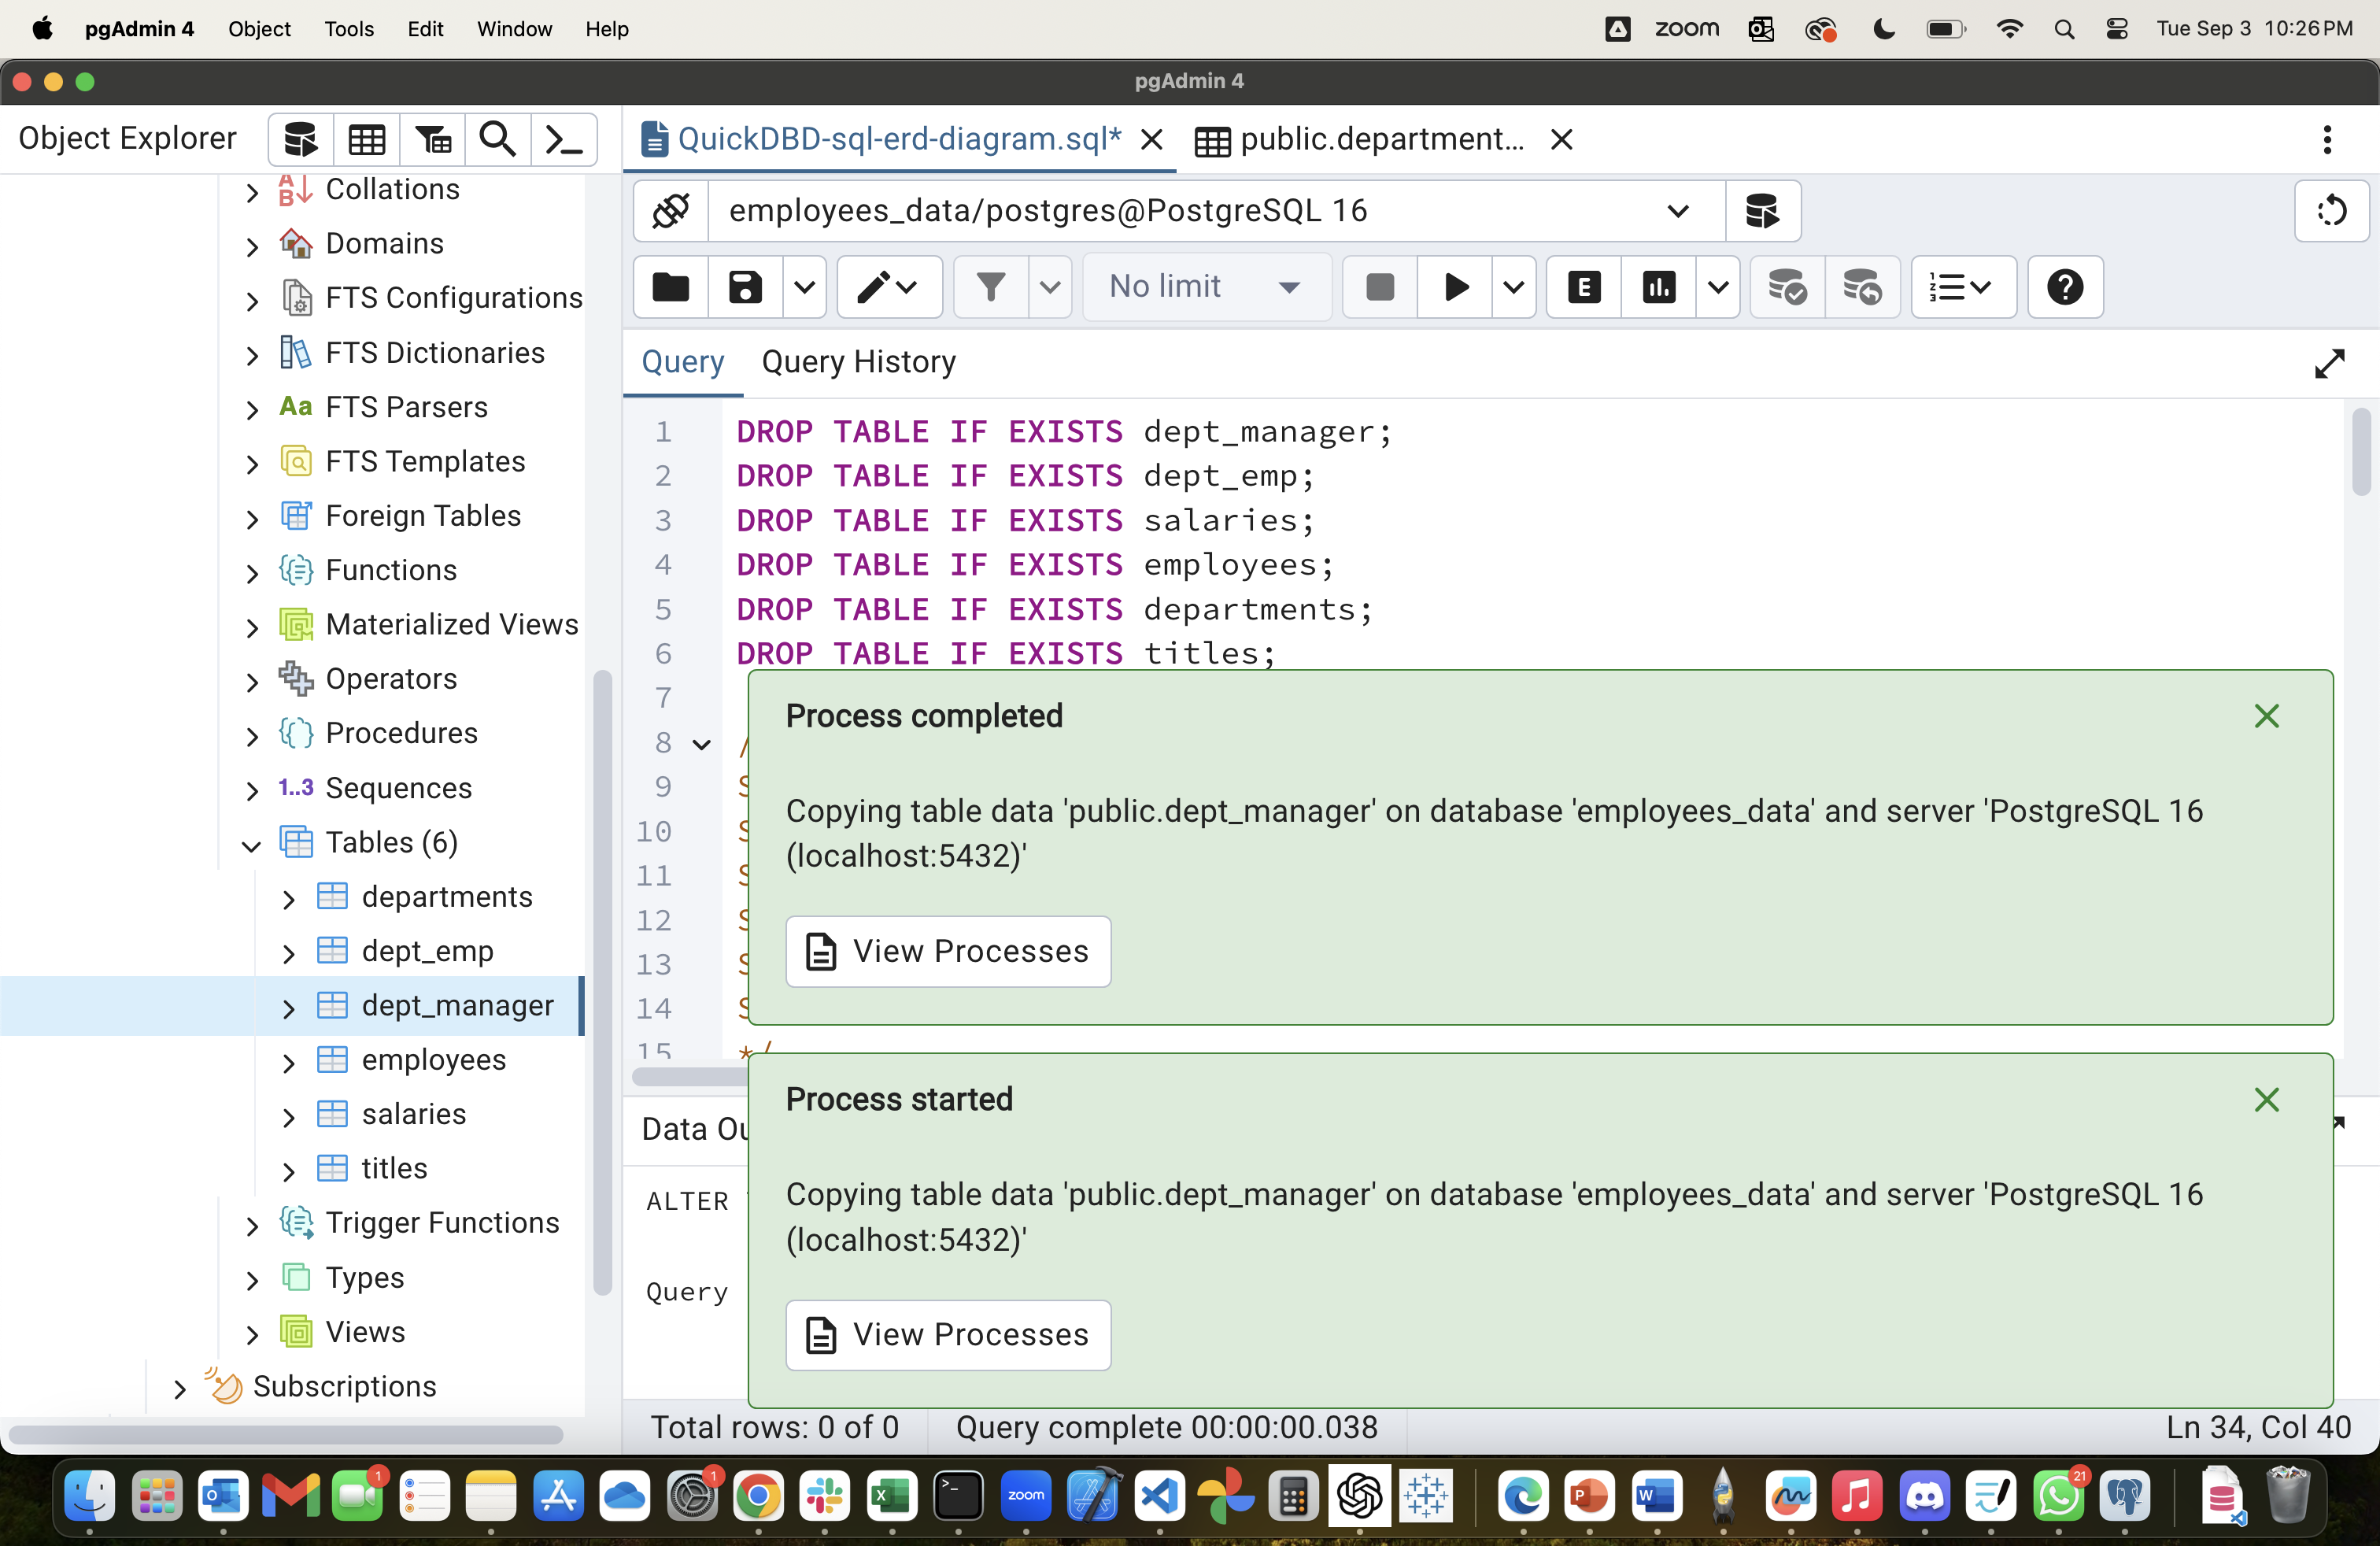 pgAdmin 4 Object Tools Edit Window Help zoom Tue Sep 3 10:26 PM
pgAdmin 4
Object Explorer
Collations
Domains
FTS Configurations
FTS Dictionaries
Aa FTS Parsers
FTS Templates
Foreign Tables
Functions
Materialized Views
Operators
Procedures
1..3 Sequences
Tables (6)
departments
dept_emp
dept_manager
employees
salaries
titles
Trigger Functions
Types
Views
Subscriptions
QuickDBD-sql-erd-diagram.sql*
public.department...
employees_data/postgres@PostgreSQL 16
No limit
E
Query Query History
1 DROP TABLE IF EXISTS dept_manager;
2 DROP TABLE IF EXISTS dept_emp;
3 DROP TABLE IF EXISTS salaries;
4 DROP TABLE IF EXISTS employees;
5 DROP TABLE IF EXISTS departments;
6 DROP TABLE IF EXISTS titles;
7
8 /
9 S
10 S
11 S
12 S
13 S
14 S
15 */
Process completed
Copying table data 'public.dept_manager' on database 'employees_data' and server 'PostgreSQL 16
(localhost:5432)'
View Processes
Process started
Copying table data 'public.dept_manager' on database 'employees_data' and server 'PostgreSQL 16
(localhost:5432)'
View Processes
Data Ou
ALTER
Query
Total rows: 0 of 0 Query complete 00:00:00.038 Ln 34, Col 40
1
1
zoom
21